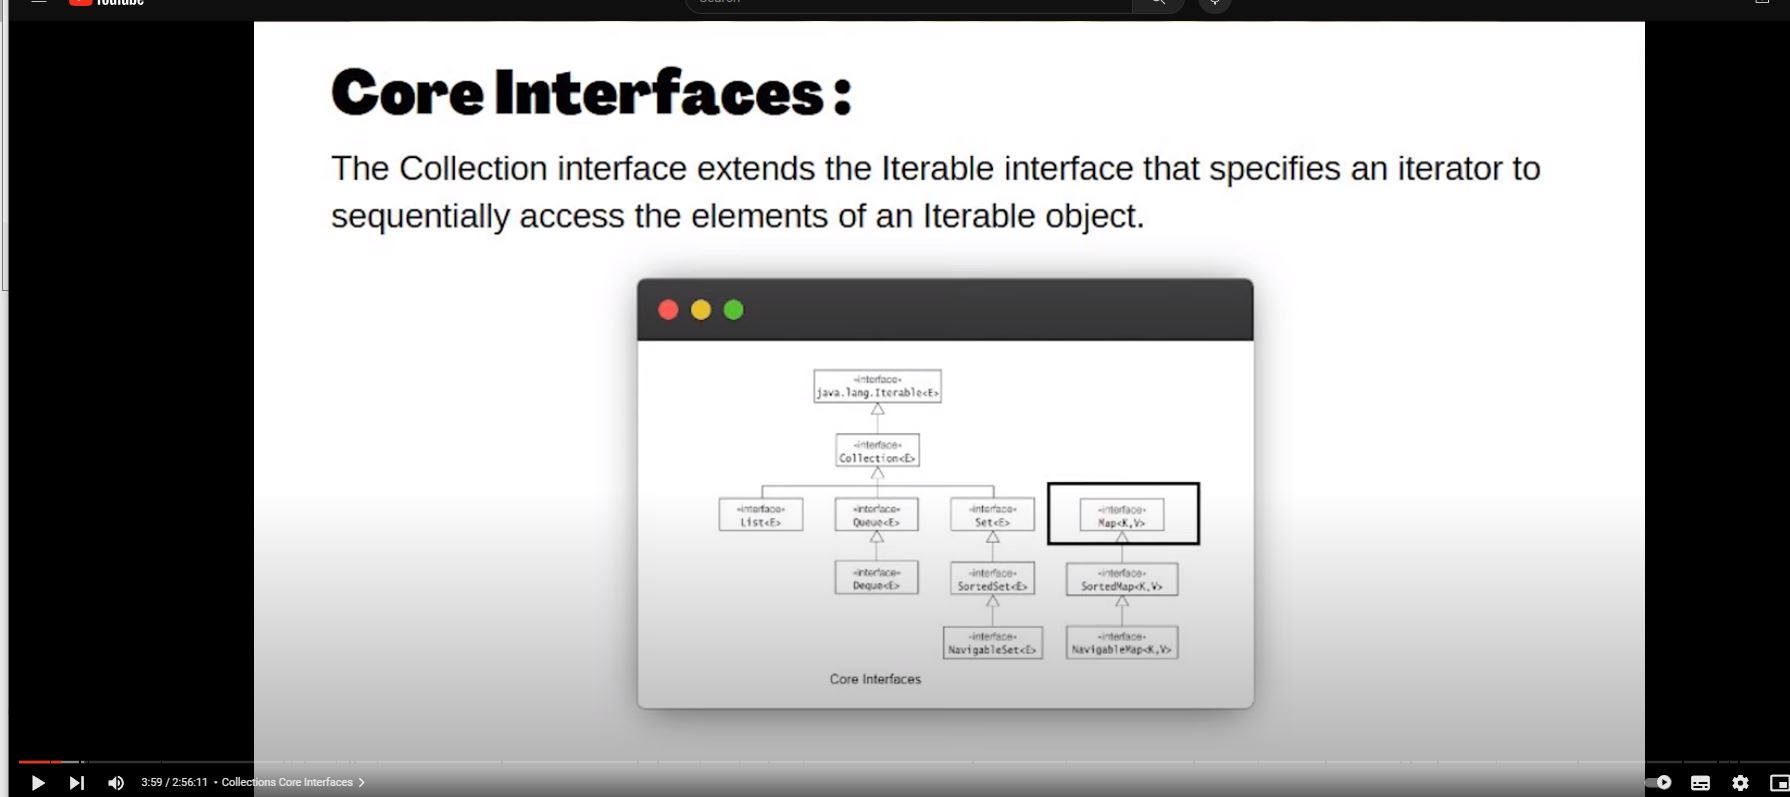 YouTube
Search
Core Interfaces:
The Collection interface extends the Iterable interface that specifies an iterator to
sequentially access the elements of an Iterable object.
«interface»
java.lang.Iterable<E>
«interface»
Collection<E>
«interface»
List<E>
«interface»
Queue<E>
«interface»
Set<E>
«interface»
Map<K,V>
«interface»
Deque<E>
«interface»
SortedSet<E>
«interface»
SortedMap<K,V>
«interface»
NavigableSet<E>
«interface»
NavigableMap<K,V>
Core Interfaces
3:59 / 2:56:11 • Collections Core Interfaces >